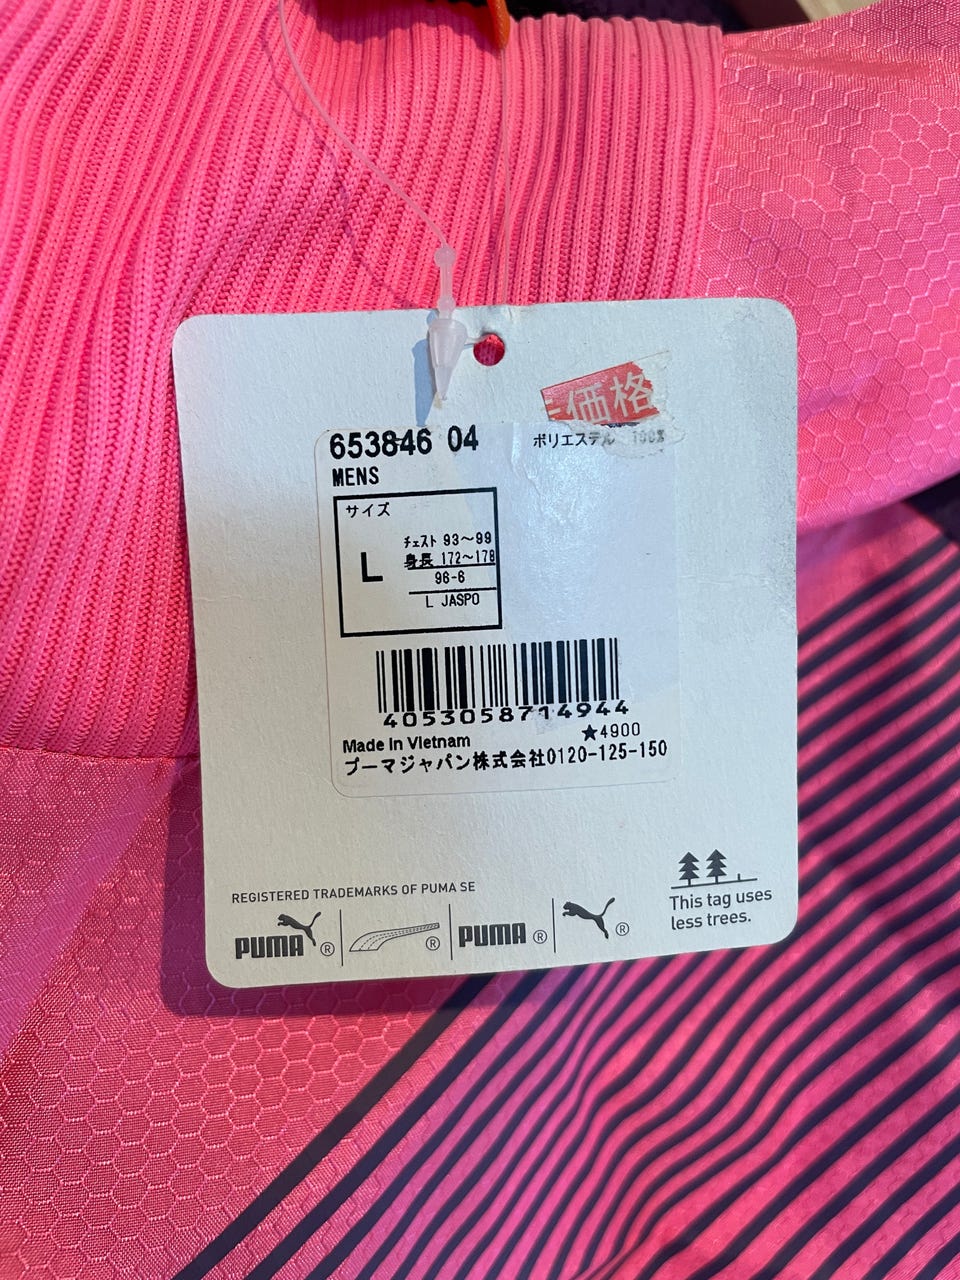 価格
653846 04
ポリエステル 100%
MENS
サイズ
L
チェスト 93～99
身長 172～178
96-6
L JASPO
4053058714944
★4900
Made in Vietnam
プーマジャパン株式会社0120-125-150
REGISTERED TRADEMARKS OF PUMA SE
PUMA ® ® PUMA ® ®
This tag uses
less trees.